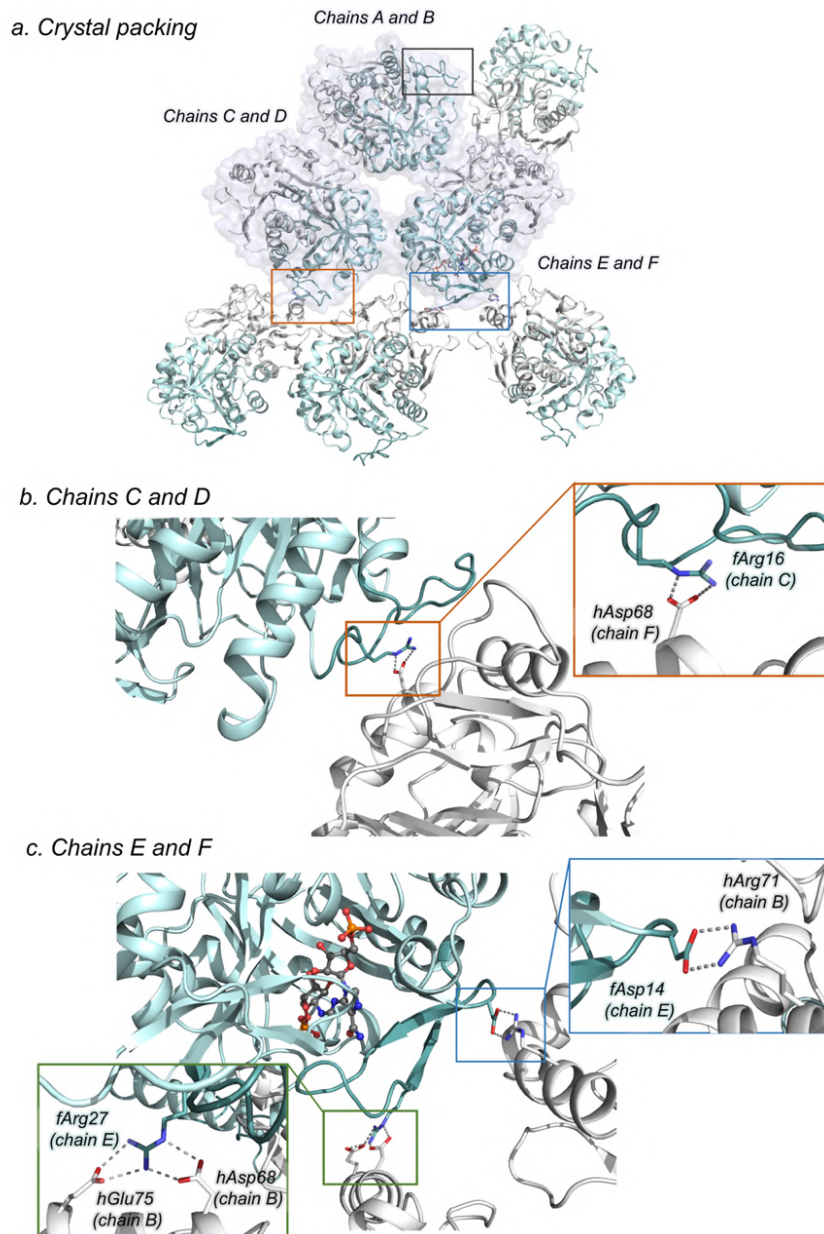 a. Crystal packing
Chains A and B
Chains C and D
Chains E and F
b. Chains C and D
fArg16
(chain C)
hAsp68
(chain F)
c. Chains E and F
hArg71
(chain B)
fAsp14
(chain E)
fArg27
(chain E)
hGlu75
(chain B)
hAsp68
(chain B)